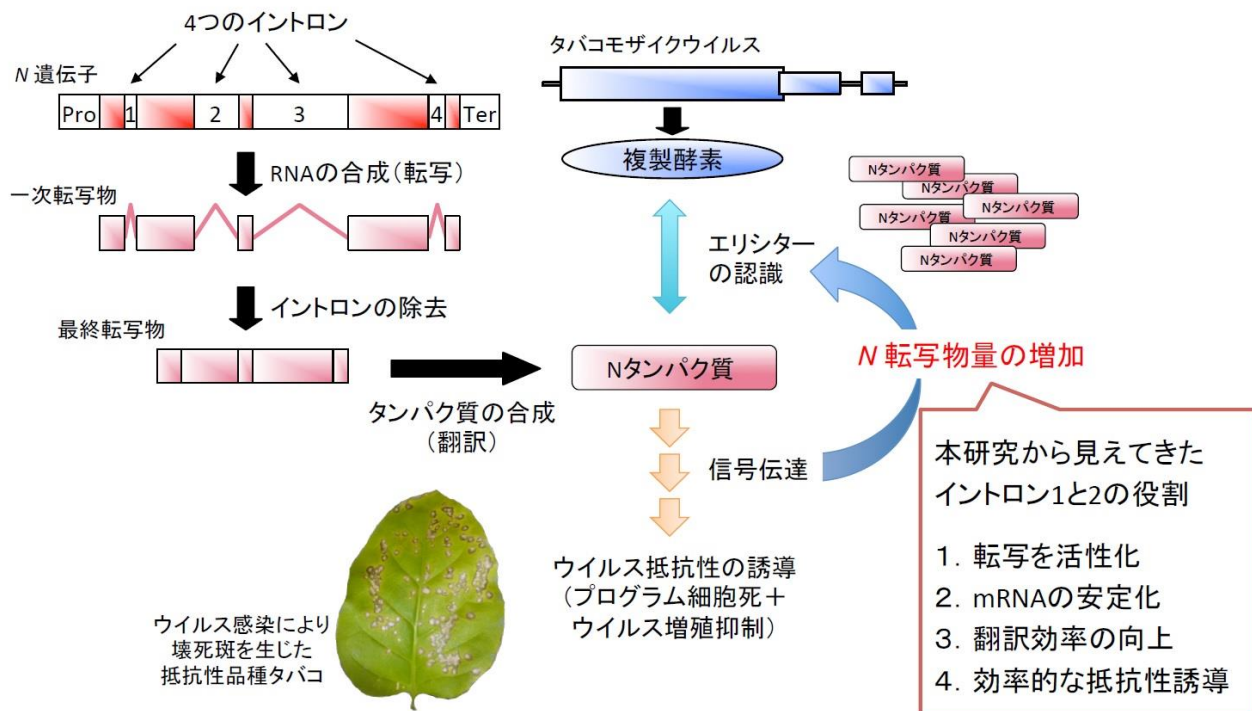 4つのイントロン
N 遺伝子
Pro 1 2 3 4 Ter
RNAの合成(転写)
一次転写物
イントロンの除去
最終転写物
タンパク質の合成
(翻訳)
タバコモザイクウイルス
複製酵素
エリシター
の認識
Nタンパク質
Nタンパク質
Nタンパク質
Nタンパク質
Nタンパク質
Nタンパク質
N 転写物量の増加
Nタンパク質
信号伝達
ウイルス抵抗性の誘導
(プログラム細胞死+
ウイルス増殖抑制)
ウイルス感染により
壊死斑を生じた
抵抗性品種タバコ
本研究から見えてきた
イントロン1と2の役割
1. 転写を活性化
2. mRNAの安定化
3. 翻訳効率の向上
4. 効率的な抵抗性誘導